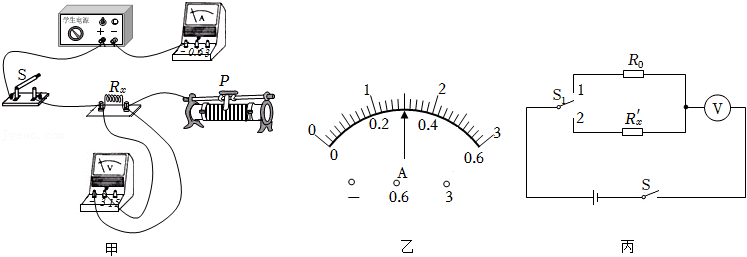 学生电源
+ -
A
- 0.6 3
S
Rₓ
P
V
- 3 15
甲
0 1 2 3
0 0.2 0.4 0.6
A
- 0.6 3
乙
R₀
S₁ 1
2
Rₓ′
V
S
丙